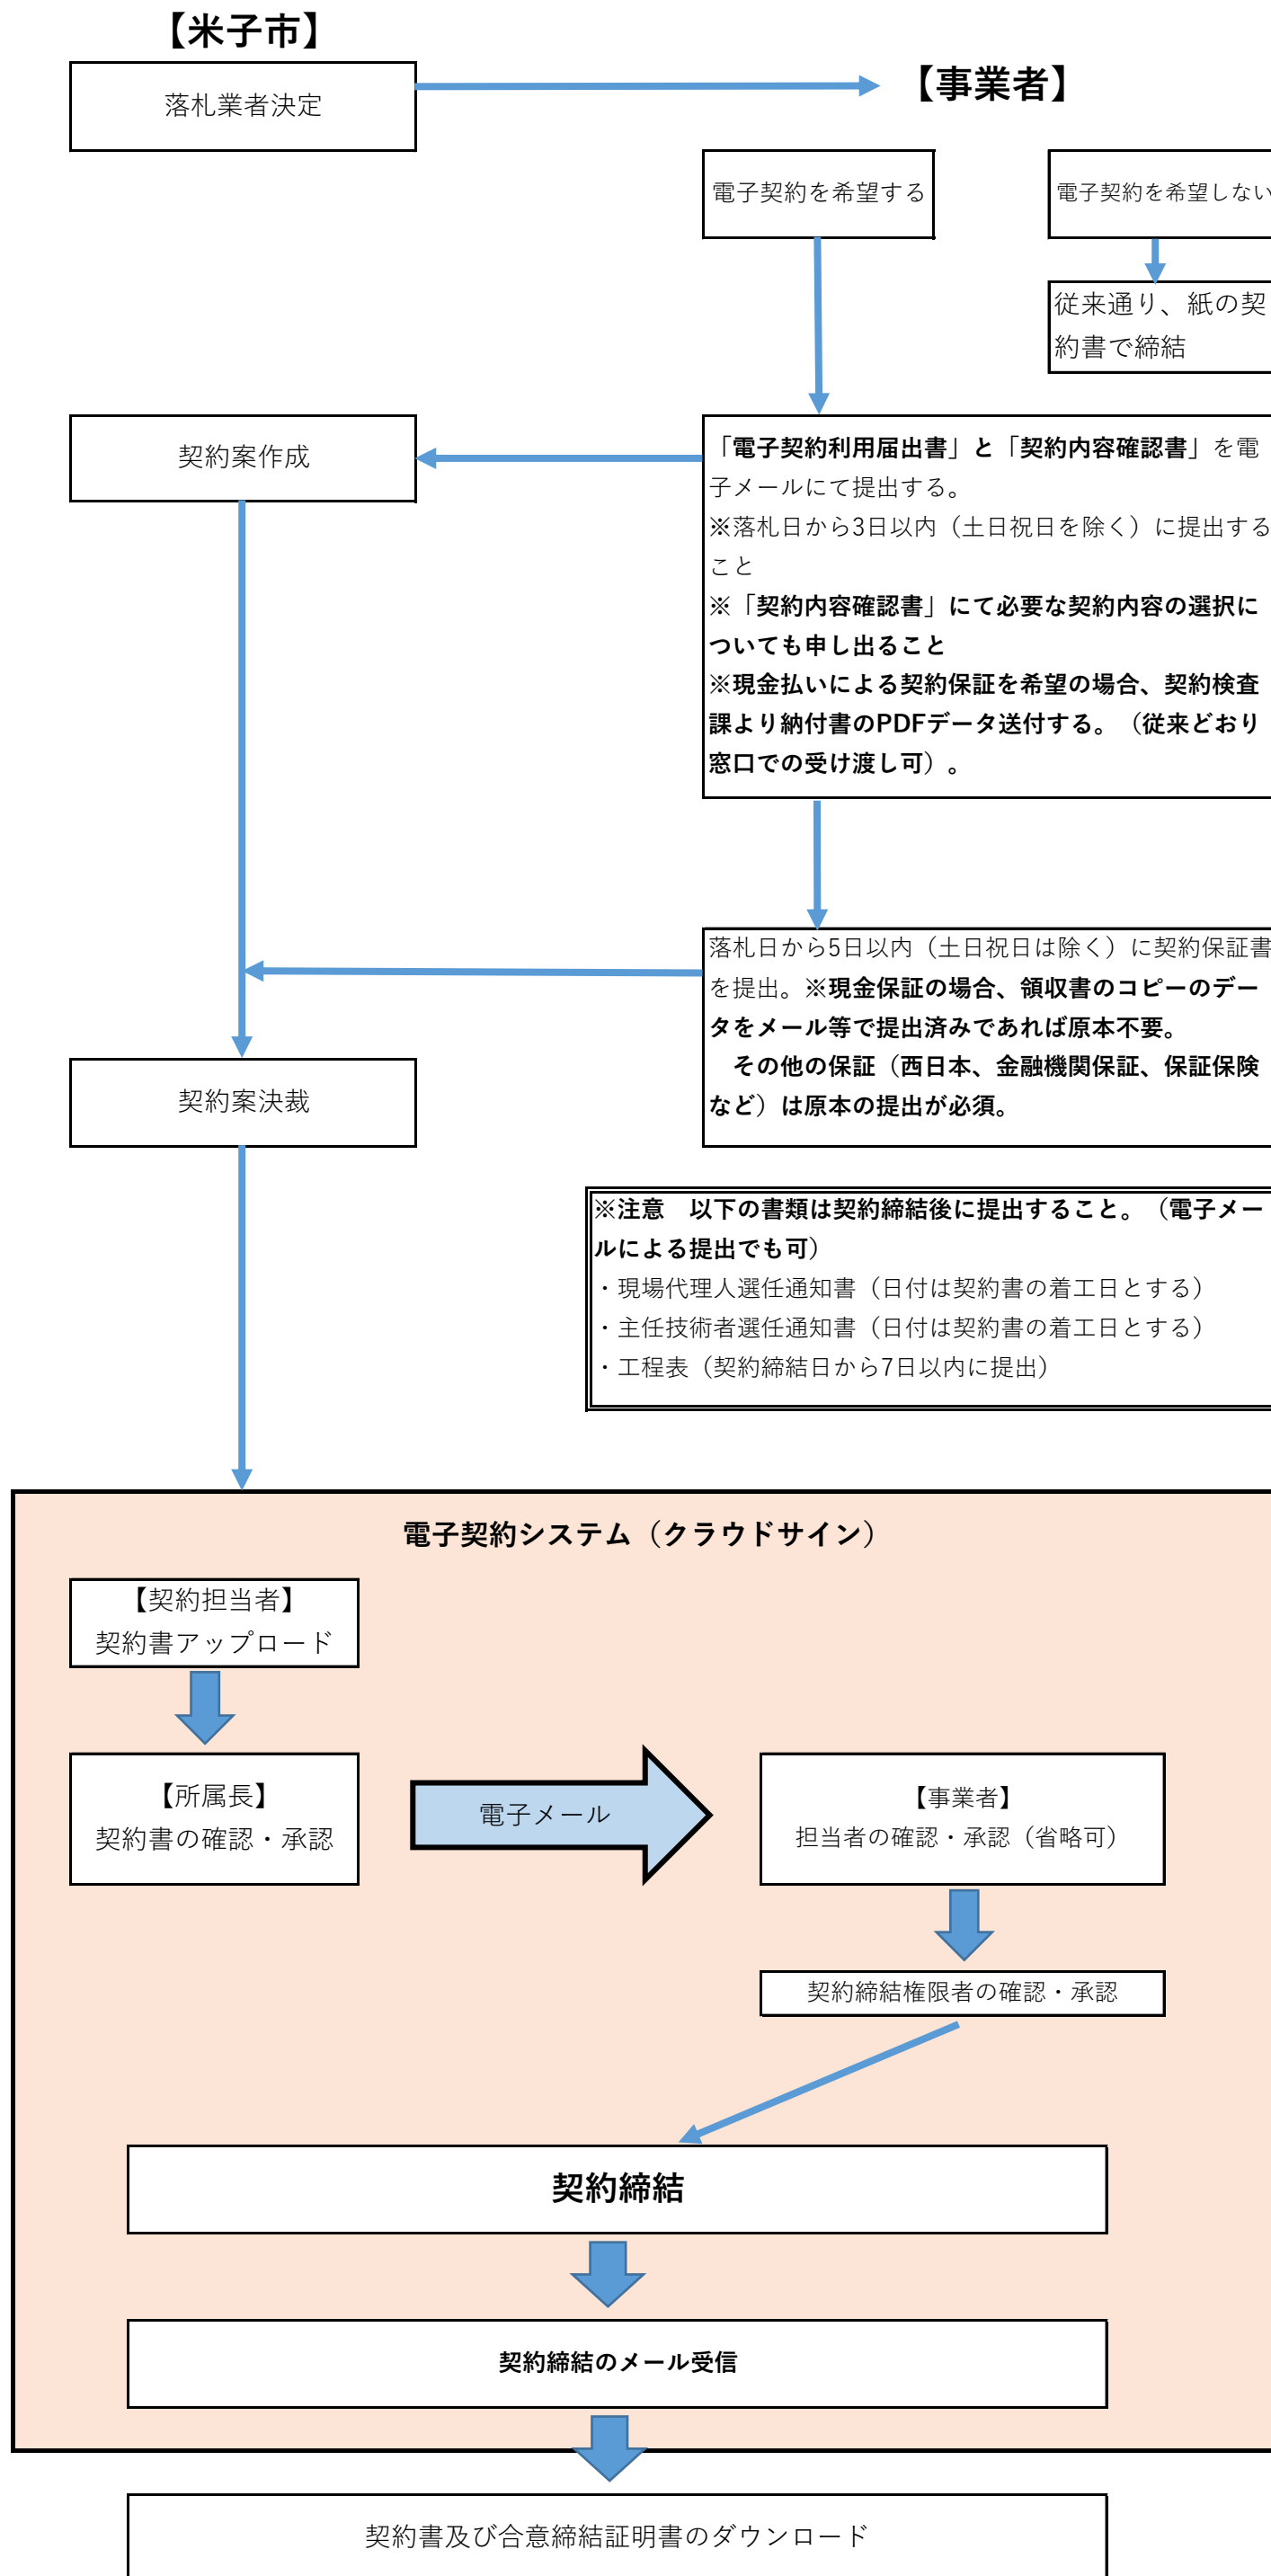 【米子市】
落札業者決定
【事業者】
電子契約を希望する
電子契約を希望しない
従来通り、紙の契
約書で締結
契約案作成
「電子契約利用届出書」と「契約内容確認書」を電
子メールにて提出する。
※落札日から3日以内（土日祝日を除く）に提出する
こと
※「契約内容確認書」にて必要な契約内容の選択に
ついても申し出ること
※現金払いによる契約保証を希望の場合、契約検査
課より納付書のPDFデータ送付する。（従来どおり
窓口での受け渡し可）。
落札日から5日以内（土日祝日は除く）に契約保証書
を提出。※現金保証の場合、領収書のコピーのデー
タをメール等で提出済みであれば原本不要。
その他の保証（西日本、金融機関保証、保証保険
など）は原本の提出が必須。
契約案決裁
※注意　以下の書類は契約締結後に提出すること。（電子メー
ルによる提出でも可）
・現場代理人選任通知書（日付は契約書の着工日とする）
・主任技術者選任通知書（日付は契約書の着工日とする）
・工程表（契約締結日から7日以内に提出）
電子契約システム（クラウドサイン）
【契約担当者】
契約書アップロード
【所属長】
契約書の確認・承認
電子メール
【事業者】
担当者の確認・承認（省略可）
契約締結権限者の確認・承認
契約締結
契約締結のメール受信
契約書及び合意締結証明書のダウンロード